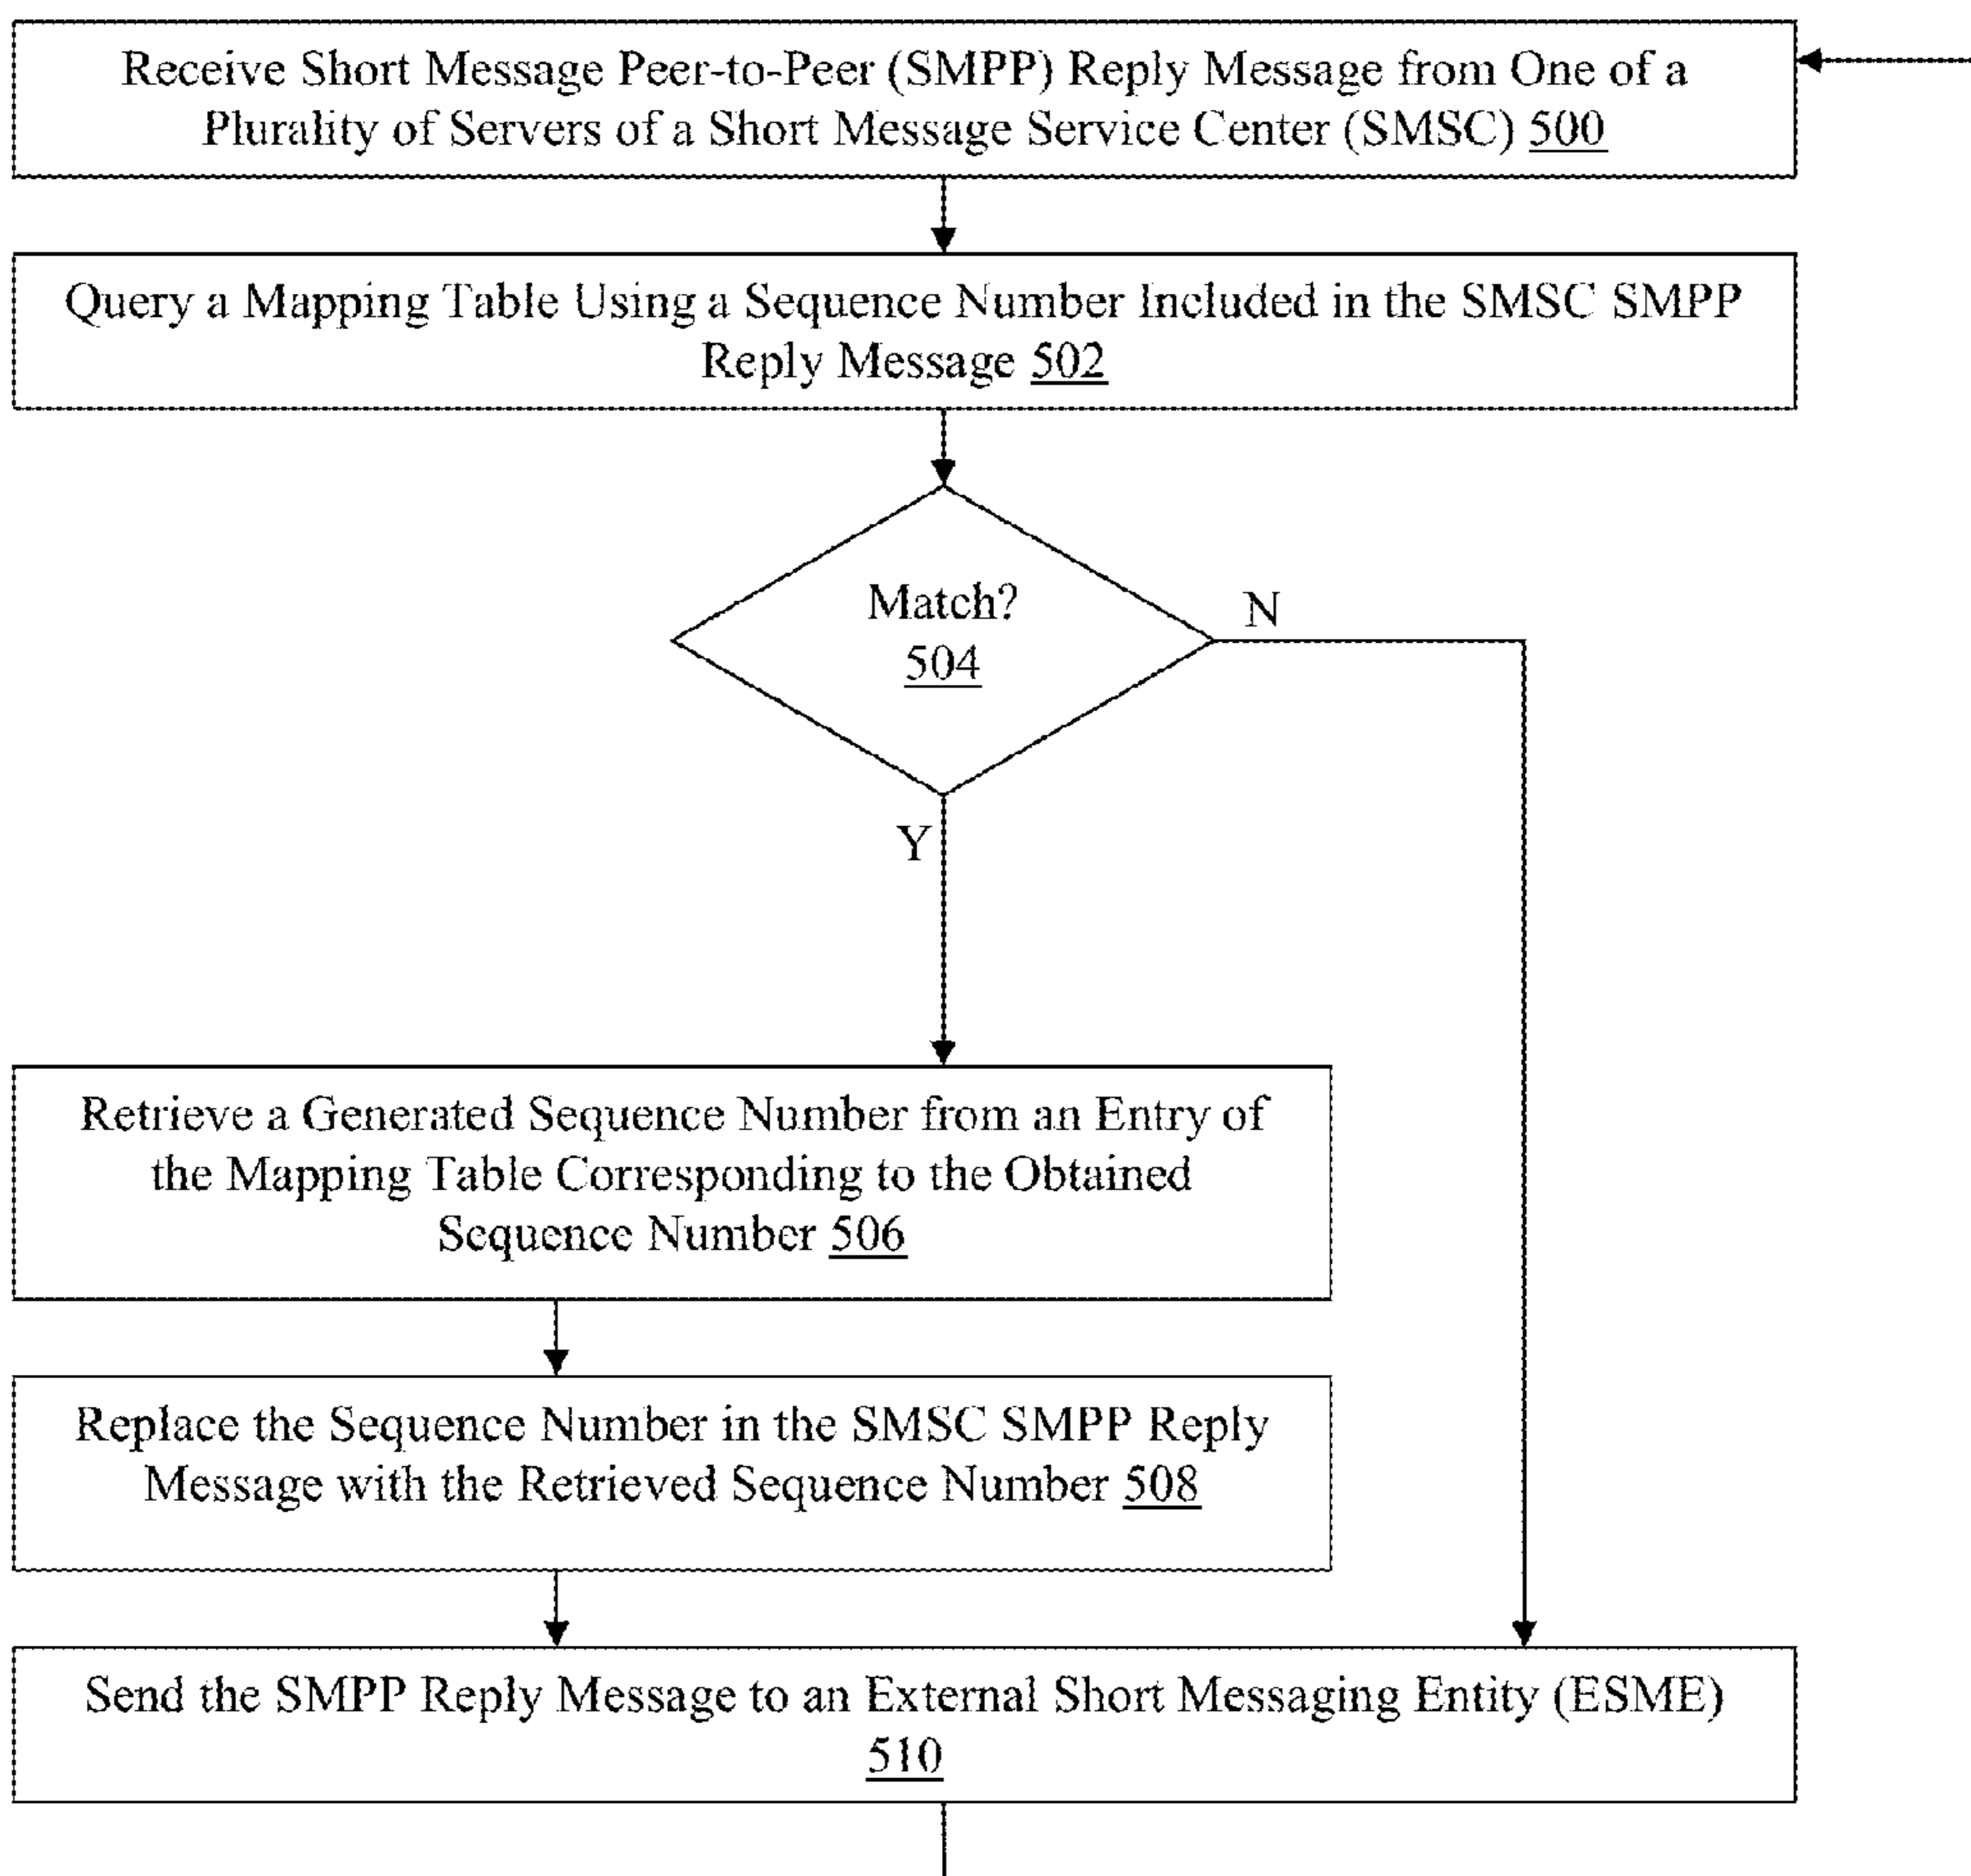 Receive Short Message Peer-to-Peer (SMPP) Reply Message from One of a
Plurality of Servers of a Short Message Service Center (SMSC) 500
Query a Mapping Table Using a Sequence Number Included in the SMSC SMPP
Reply Message 502
Match?
504
N
Y
Retrieve a Generated Sequence Number from an Entry of
the Mapping Table Corresponding to the Obtained
Sequence Number 506
Replace the Sequence Number in the SMSC SMPP Reply
Message with the Retrieved Sequence Number 508
Send the SMPP Reply Message to an External Short Messaging Entity (ESME)
510